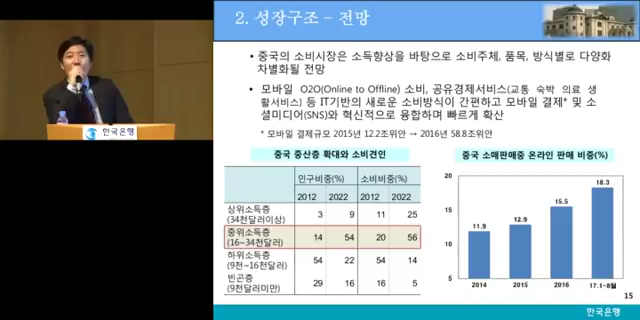 한국은행
2. 성장구조 – 전망
• 중국의 소비시장은 소득향상을 바탕으로 소비주체, 품목, 방식별로 다양화
차별화될 전망
• 모바일 O2O(Online to Offline) 소비, 공유경제서비스(교통 숙박 의료 생
활서비스) 등 IT기반의 새로운 소비방식이 간편하고 모바일 결제* 및 소
셜미디어(SNS)와 혁신적으로 융합하며 빠르게 확산
* 모바일 결제규모 2015년 12.2조위안 → 2016년 58.8조위안
중국 중산층 확대와 소비견인
인구비중(%) 소비비중(%)
2012 2022 2012 2022
상위소득층
(34천달러이상) 3 9 11 25
중위소득층
(16~34천달러) 14 54 20 56
하위소득층
(9천~16천달러) 54 22 54 14
빈곤층
(9천달러미만) 29 16 16 5
중국 소매판매중 온라인 판매 비중(%)
20
15
10
5
11.9
12.9
15.5
18.3
2014 2015 2016 17.1~8월
15
한국은행